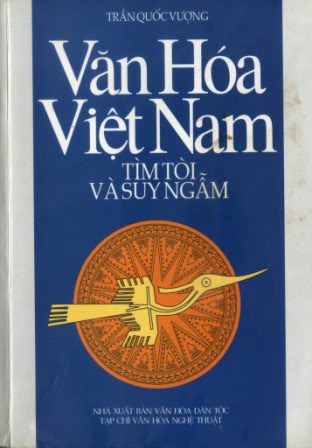 TRẦN QUỐC VƯỢNG
Văn Hóa
Việt Nam
TÌM TÒI
VÀ SUY NGẪM
NHÀ XUẤT BẢN VĂN HÓA DÂN TỘC
TẠP CHÍ VĂN HÓA NGHỆ THUẬT